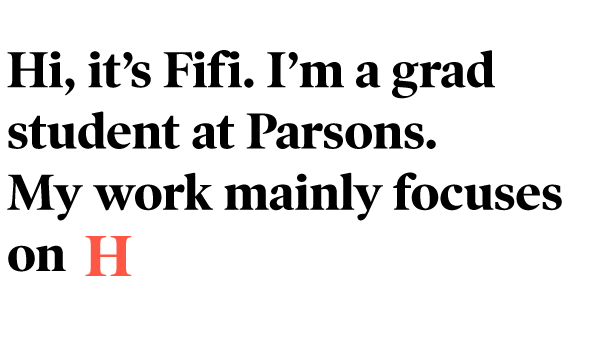 Hi, it’s Fifi. I’m a grad
student at Parsons.
My work mainly focuses
on H